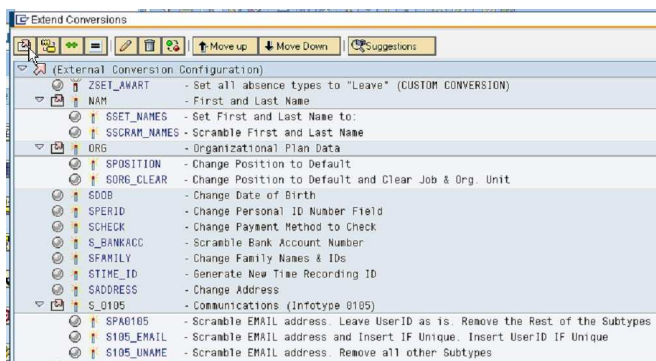 Extend Conversions
Move up Move Down Suggestions
(External Conversion Configuration)
ZSET_AWART - Set all absence types to "Leave" (CUSTOM CONVERSION)
NAM - First and Last Name
SSET_NAMES - Set First and Last Name to:
SSCRAM_NAMES - Scramble First and Last Name
ORG - Organizational Plan Data
SPOSITION - Change Position to Default
SORG_CLEAR - Change Position to Default and Clear Job & Org. Unit
SDOB - Change Date of Birth
SPERID - Change Personal ID Number Field
SCHECK - Change Payment Method to Check
S_BANKACC - Scramble Bank Account Number
SFAMILY - Change Family Names & IDs
STIME_ID - Generate New Time Recording ID
SADDRESS - Change Address
S_0105 - Communications (Infotype 0105)
SPA0105 - Scramble EMAIL address. Leave UserID as is. Remove the Rest of the Subtypes
S105_EMAIL - Scramble EMAIL address and Insert IF Unique. Insert UserID IF Unique
S105_UNAME - Scramble EMAIL address. Remove all other Subtypes